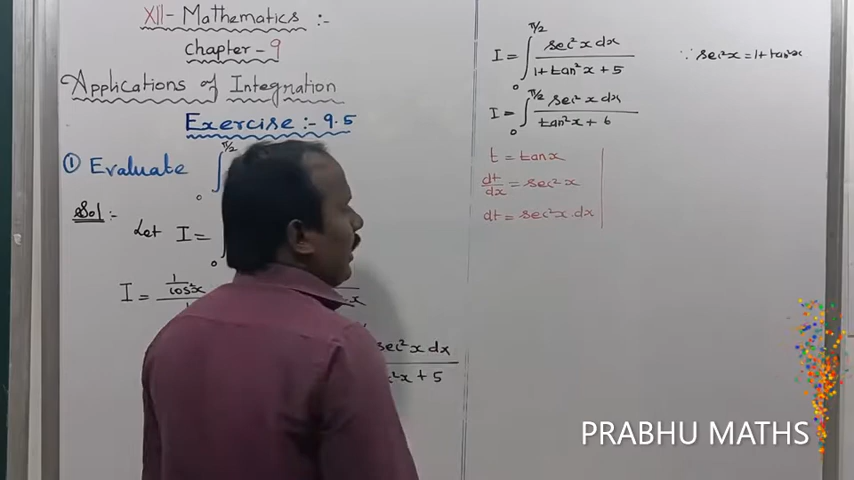 XII- Mathematics :-
Chapter - 9
Applications of Integration
Exercise :- 9.5
① Evaluate ∫₀^{π/2}
Sol :-
Let I = ∫₀
I = 1/cos²x
sec²x dx / c²x + 5
I = ∫₀^{π/2} sec²x dx / 1 + tan²x + 5 ∵ sec²x = 1 + tan²x
I = ∫₀^{π/2} sec²x dx / tan²x + 6
t = tanx
dt/dx = sec²x
dt = sec²x.dx
PRABHU MATHS